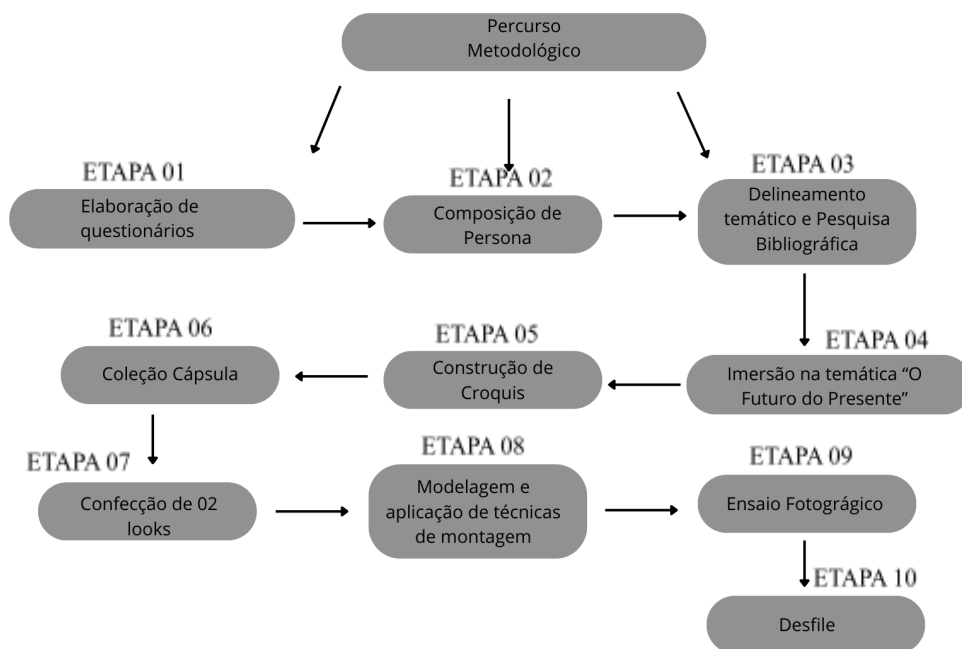 Percurso
Metodológico
ETAPA 01
Elaboração de
questionários
ETAPA 02
Composição de
Persona
ETAPA 03
Delineamento
temático e Pesquisa
Bibliográfica
ETAPA 04
Imersão na temática “O
Futuro do Presente”
ETAPA 05
Construção de
Croquis
ETAPA 06
Coleção Cápsula
ETAPA 07
Confecção de 02
looks
ETAPA 08
Modelagem e
aplicação de técnicas
de montagem
ETAPA 09
Ensaio Fotográgico
ETAPA 10
Desfile